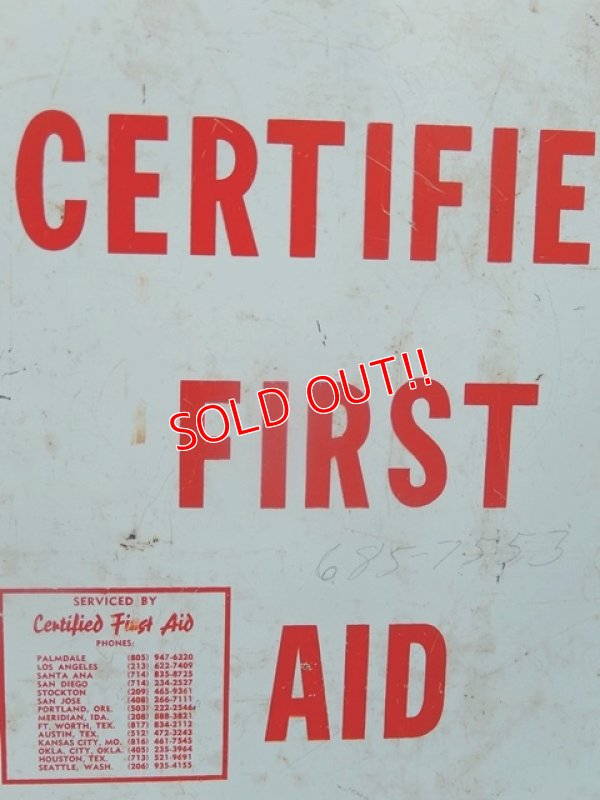 CERTIFIE
FIRST
SOLD OUT!!
685-7553
AID
SERVICED BY
Certified First Aid
PHONES:
PALMDALE (805) 947-6320
LOS ANGELES (213) 622-7409
SANTA ANA (714) 835-8725
SAN DIEGO (714) 234-2527
STOCKTON (209) 465-9361
SAN JOSE (408) 266-7111
PORTLAND, ORE. (503) 222-2546
MERIDIAN, IDA. (208) 888-3821
FT. WORTH, TEX. (817) 834-2112
AUSTIN, TEX. (512) 472-3243
KANSAS CITY, MO. (816) 461-7545
OKLA. CITY, OKLA. (405) 235-3964
HOUSTON, TEX. (713) 521-9691
SEATTLE, WASH. (206) 935-4155